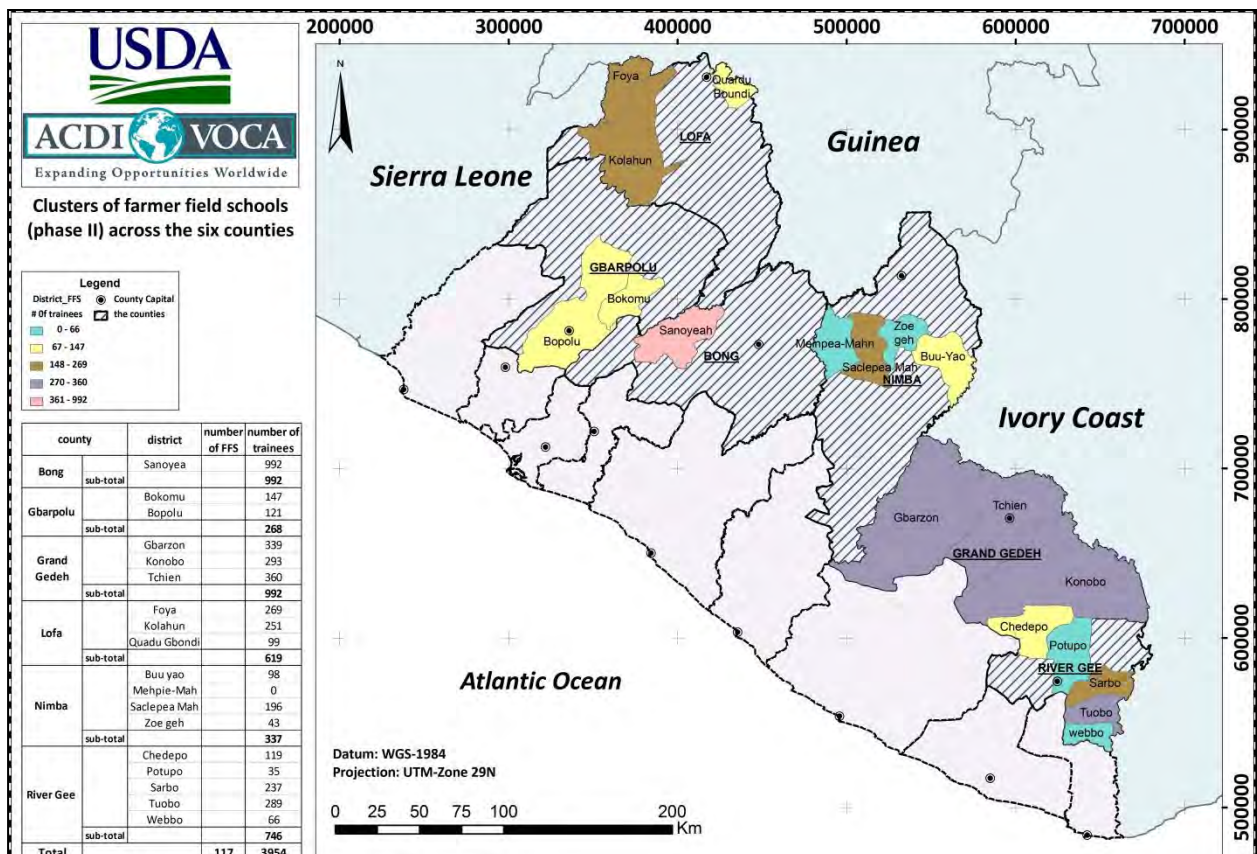 USDA
ACDI VOCA
Expanding Opportunities Worldwide
Clusters of farmer field schools
(phase II) across the six counties
Legend
District_FFS
County Capital
# 0f trainees
the counties
0 - 66
67 - 147
148 - 269
270 - 360
361 - 992
county district number of FFS number of trainees
Bong Sanoyea 992
sub-total 992
Gbarpolu Bokomu 147
Bopolu 121
sub-total 268
Grand Gedeh Gbarzon 339
Konobo 293
Tchien 360
sub-total 992
Lofa Foya 269
Kolahun 251
Quadu Gbondi 99
sub-total 619
Nimba Buu yao 98
Mehpie-Mah 0
Saclepea Mah 196
Zoe geh 43
sub-total 337
River Gee Chedepo 119
Potupo 35
Sarbo 237
Tuobo 289
Webbo 66
sub-total 746
Total 117 3954
200000 300000 400000 500000 600000 700000
N
Foya
Quardu
Boundi
LOFA
Guinea
Kolahun
Sierra Leone
GBARPOLU
Bokomu
Bopolu
Sanoyeah
BONG
Mempea-Mahn
Zoe
geh
Buu-Yao
Saclepea Mah
NIMBA
Ivory Coast
Tchien
Gbarzon
GRAND GEDEH
Konobo
Chedepo
Potupo
RIVER GEE
Sarbo
Tuobo
webbo
Atlantic Ocean
Datum: WGS-1984
Projection: UTM-Zone 29N
0 25 50 75 100 200
Km
900000
800000
700000
600000
500000